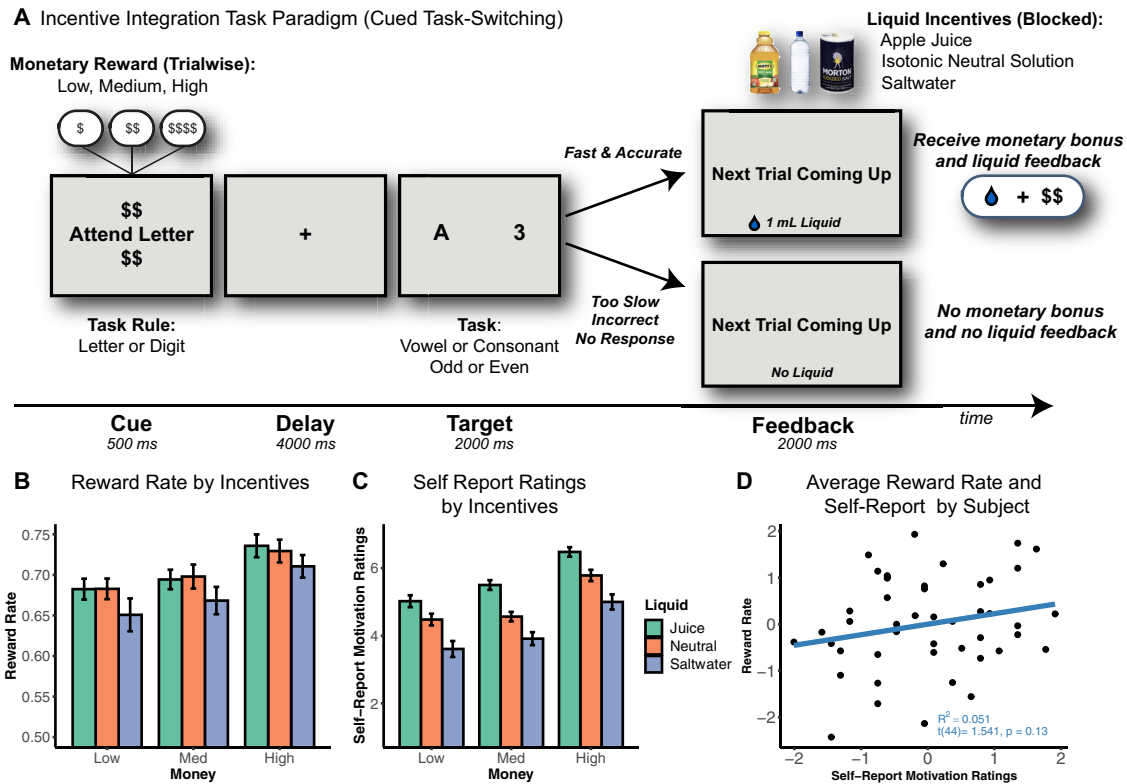 A Incentive Integration Task Paradigm (Cued Task-Switching)
Monetary Reward (Trialwise):
Low, Medium, High
$ $$ $$$$
Liquid Incentives (Blocked):
Apple Juice
Isotonic Neutral Solution
Saltwater
MORTON
$$
Attend Letter
$$
+
A 3
Fast & Accurate
Next Trial Coming Up
1 mL Liquid
Receive monetary bonus
and liquid feedback
+ $$
Too Slow
Incorrect
No Response
Next Trial Coming Up
No Liquid
No monetary bonus
and no liquid feedback
Task Rule:
Letter or Digit
Task:
Vowel or Consonant
Odd or Even
time
Cue
500 ms
Delay
4000 ms
Target
2000 ms
Feedback
2000 ms
B Reward Rate by Incentives
Reward Rate
0.75
0.70
0.65
0.60
0.55
0.50
Low Med High
Money
C Self Report Ratings
by Incentives
Self-Report Motivation Ratings
6
4
2
Low Med High
Money
Liquid
Juice
Neutral
Saltwater
D Average Reward Rate and
Self-Report by Subject
Reward Rate
2
1
0
−1
−2
R² = 0.051
t(44)= 1.541, p = 0.13
−2 −1 0 1 2
Self-Report Motivation Ratings